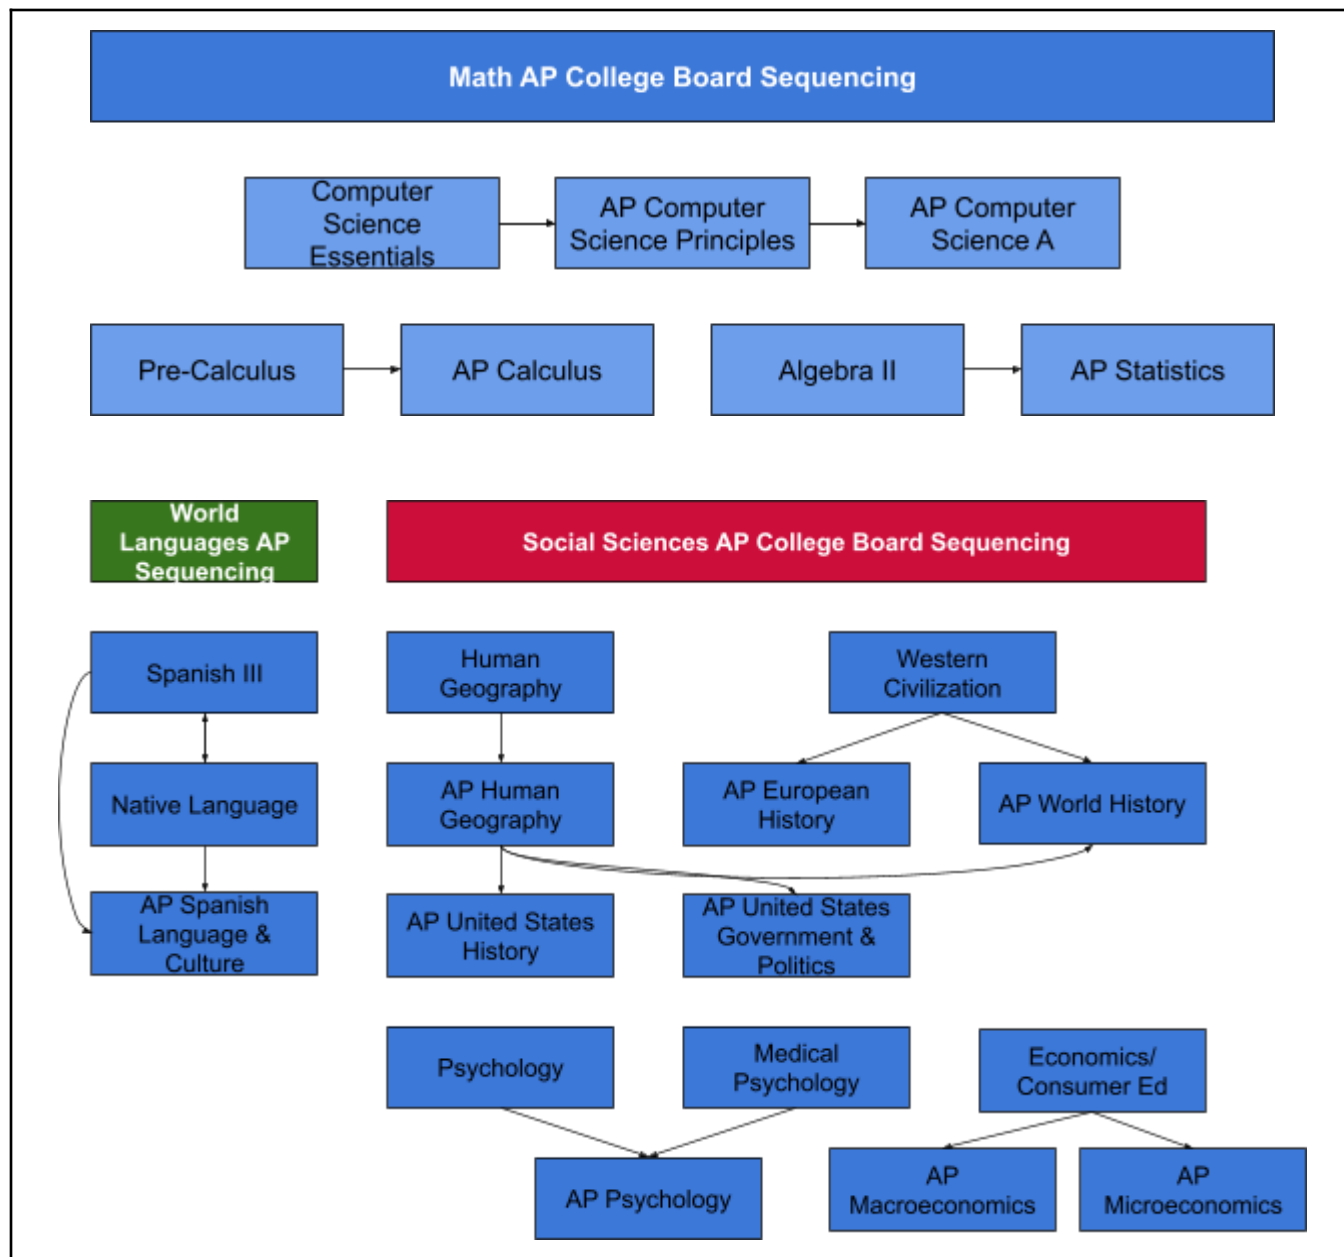 Math AP College Board Sequencing
Computer
Science
Essentials
AP Computer
Science Principles
AP Computer
Science A
Pre-Calculus
AP Calculus
Algebra II
AP Statistics
World
Languages AP
Sequencing
Social Sciences AP College Board Sequencing
Spanish III
Human
Geography
Western
Civilization
Native Language
AP Human
Geography
AP European
History
AP World History
AP Spanish
Language &
Culture
AP United States
History
AP United States
Government &
Politics
Psychology
Medical
Psychology
Economics/
Consumer Ed
AP Psychology
AP
Macroeconomics
AP
Microeconomics